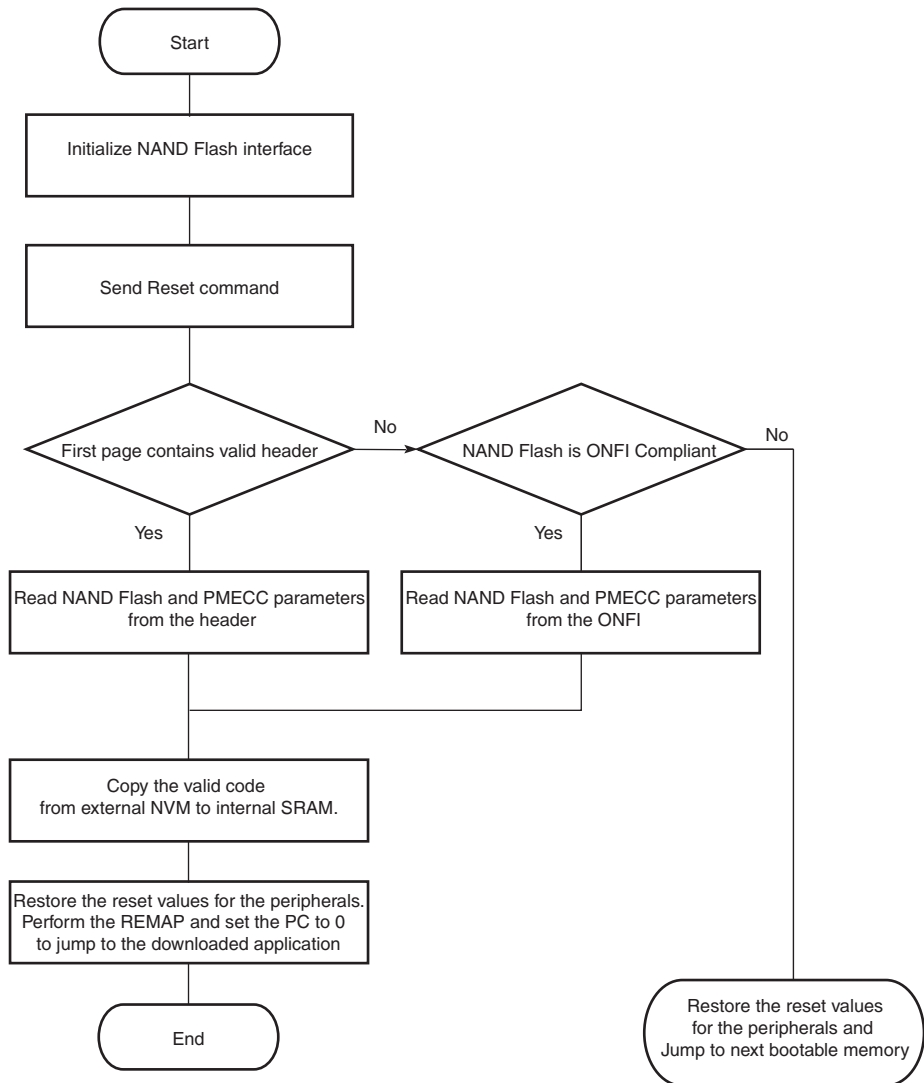 Start
Initialize NAND Flash interface
Send Reset command
First page contains valid header
No
NAND Flash is ONFI Compliant
No
Yes
Yes
Read NAND Flash and PMECC parameters
from the header
Read NAND Flash and PMECC parameters
from the ONFI
Copy the valid code
from external NVM to internal SRAM.
Restore the reset values for the peripherals.
Perform the REMAP and set the PC to 0
to jump to the downloaded application
End
Restore the reset values
for the peripherals and
Jump to next bootable memory